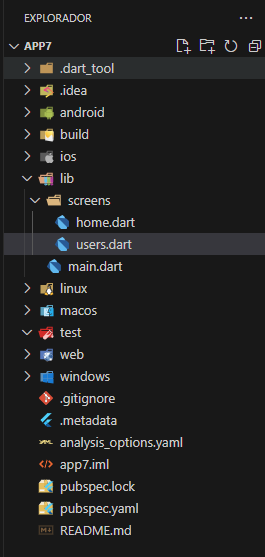 EXPLORADOR
APP7
.dart_tool
.idea
android
build
ios
lib
screens
home.dart
users.dart
main.dart
linux
macos
test
web
windows
.gitignore
.metadata
analysis_options.yaml
app7.iml
pubspec.lock
pubspec.yaml
README.md